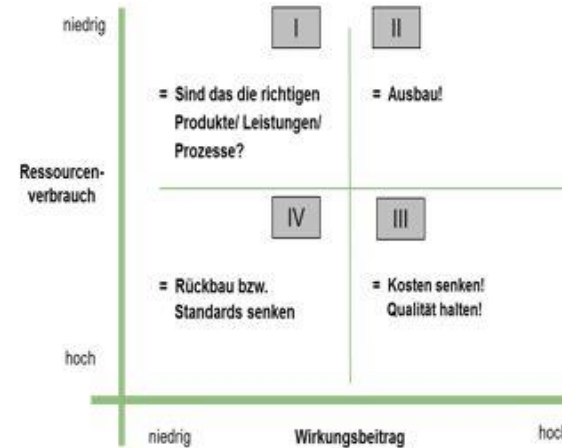 niedrig
I
II
= Sind das die richtigen
Produkte/ Leistungen/
Prozesse?
= Ausbau!
Ressourcen-
verbrauch
IV
III
= Rückbau bzw.
Standards senken
= Kosten senken!
Qualität halten!
hoch
niedrig
Wirkungsbeitrag
hoch